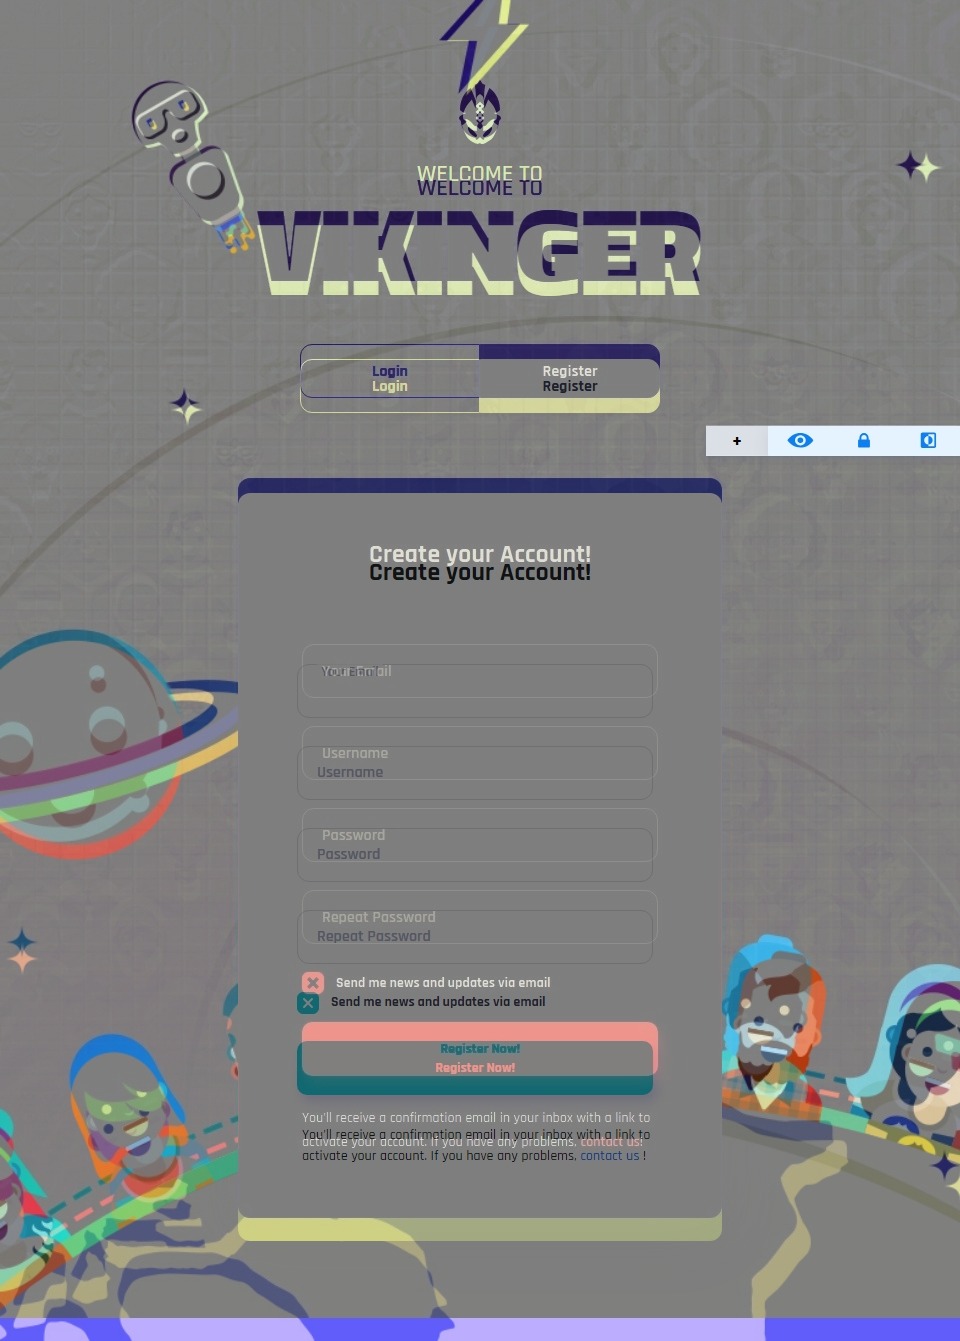 WELCOME TO
WELCOME TO
VIKINGER
Login
Register
Login
Register
+
Create your Account!
Create your Account!
Your Email
Username
Username
Password
Password
Repeat Password
Repeat Password
Send me news and updates via email
Send me news and updates via email
Register Now!
Register Now!
You'll receive a confirmation email in your inbox with a link to
You'll receive a confirmation email in your inbox with a link to
activate your account. If you have any problems, contact us!
activate your account. If you have any problems, contact us !